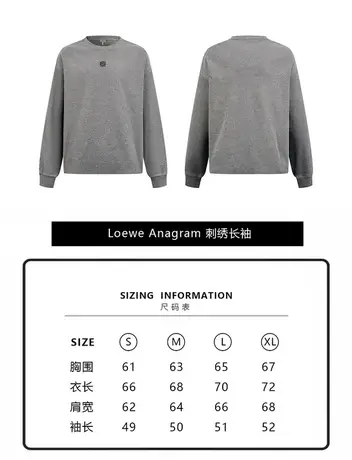 Loewe Anagram 刺绣长袖
SIZING INFORMATION
尺码表
SIZE S M L XL
胸围 61 63 65 67
衣长 66 68 70 72
肩宽 62 64 66 68
袖长 49 50 51 52